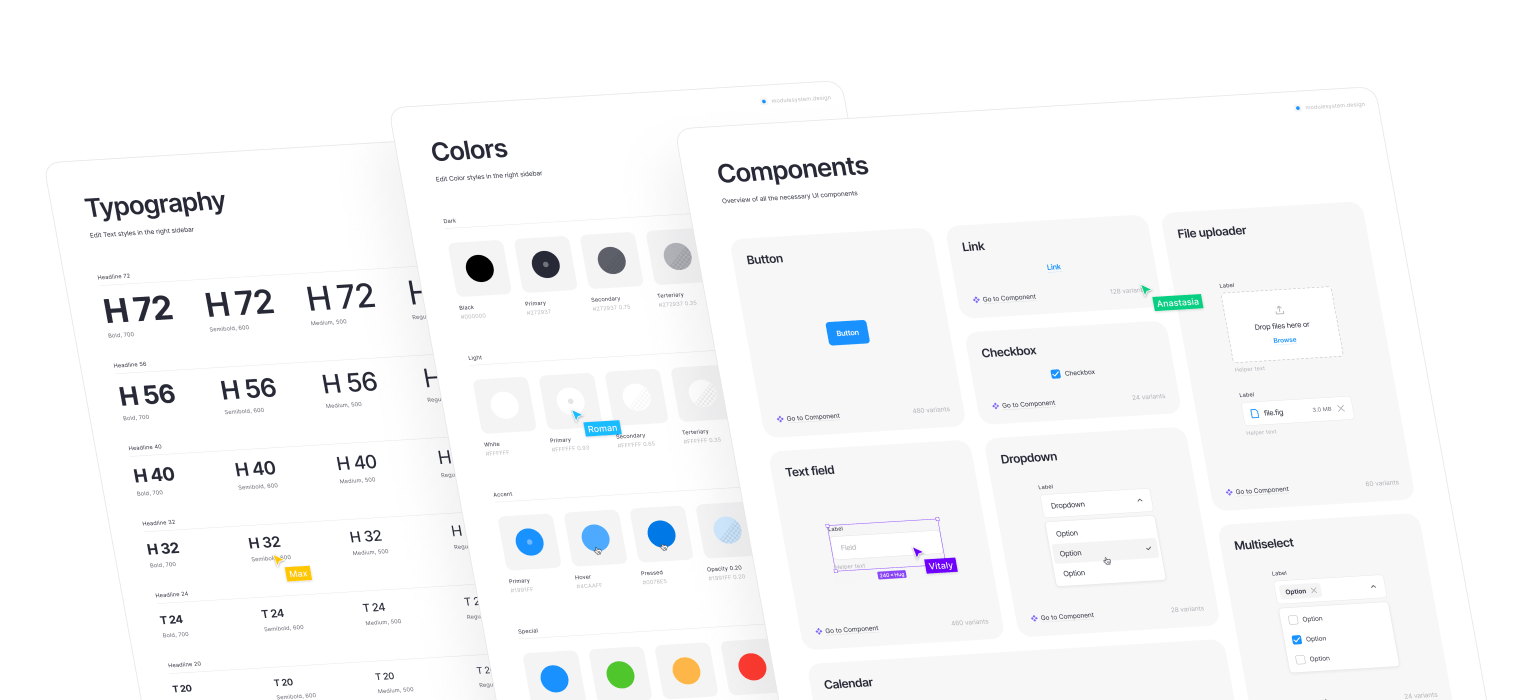 Typography
Edit Text styles in the right sidebar
Headline 72
H 72
H 72
H 72
H
Bold, 700
Semibold, 600
Medium, 500
Regu
Headline 56
H 56
H 56
H 56
H
Bold, 700
Semibold, 600
Medium, 500
Regu
Headline 40
H 40
H 40
H 40
H
Bold, 700
Semibold, 600
Medium, 500
Regu
Headline 32
H 32
H 32
H 32
H
Bold, 700
Semibold, 600
Medium, 500
Regu
Max
Headline 24
T 24
T 24
T 24
Bold, 700
Semibold, 600
Medium, 500
Regu
Headline 20
T 20
T 20
T 20
Semibold, 600
Medium, 500
Regu
modulesystem.design
Colors
Edit Color styles in the right sidebar
Dark
Black
#000000
Primary
#272937
Secondary
#272937 0.75
Terteriary
#272937 0.35
Light
White
#FFFFFF
Primary
#FFFFFF 0.93
Roman
Secondary
#FFFFFF 0.65
Terteriary
#FFFFFF 0.35
Accent
Primary
#1891FF
Hover
Pressed
Opacity 0.20
#1891FF 0.20
Special
modulesystem.design
Components
Overview of all the necessary UI components
Button
Button
Go to Component
460 variants
Link
Link
Go to Component
128 variants
Anastasia
Checkbox
Checkbox
Go to Component
24 variants
File uploader
Label
Drop files here or
Browse
Helper text
Label
file.fig
3.0 MB
Helper text
Go to Component
60 variants
Text field
Label
Field
Helper text
240 × Hug
Vitaly
Go to Component
460 variants
Dropdown
Label
Dropdown
Option
Option
Option
Go to Component
28 variants
Multiselect
Label
Option
Option
Option
Option
24 variants
Calendar